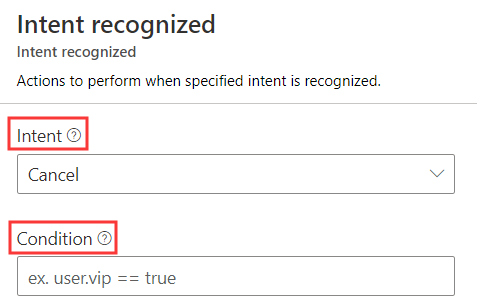 Intent recognized
Intent recognized
Actions to perform when specified intent is recognized.
Intent
Cancel
Condition
ex. user.vip == true